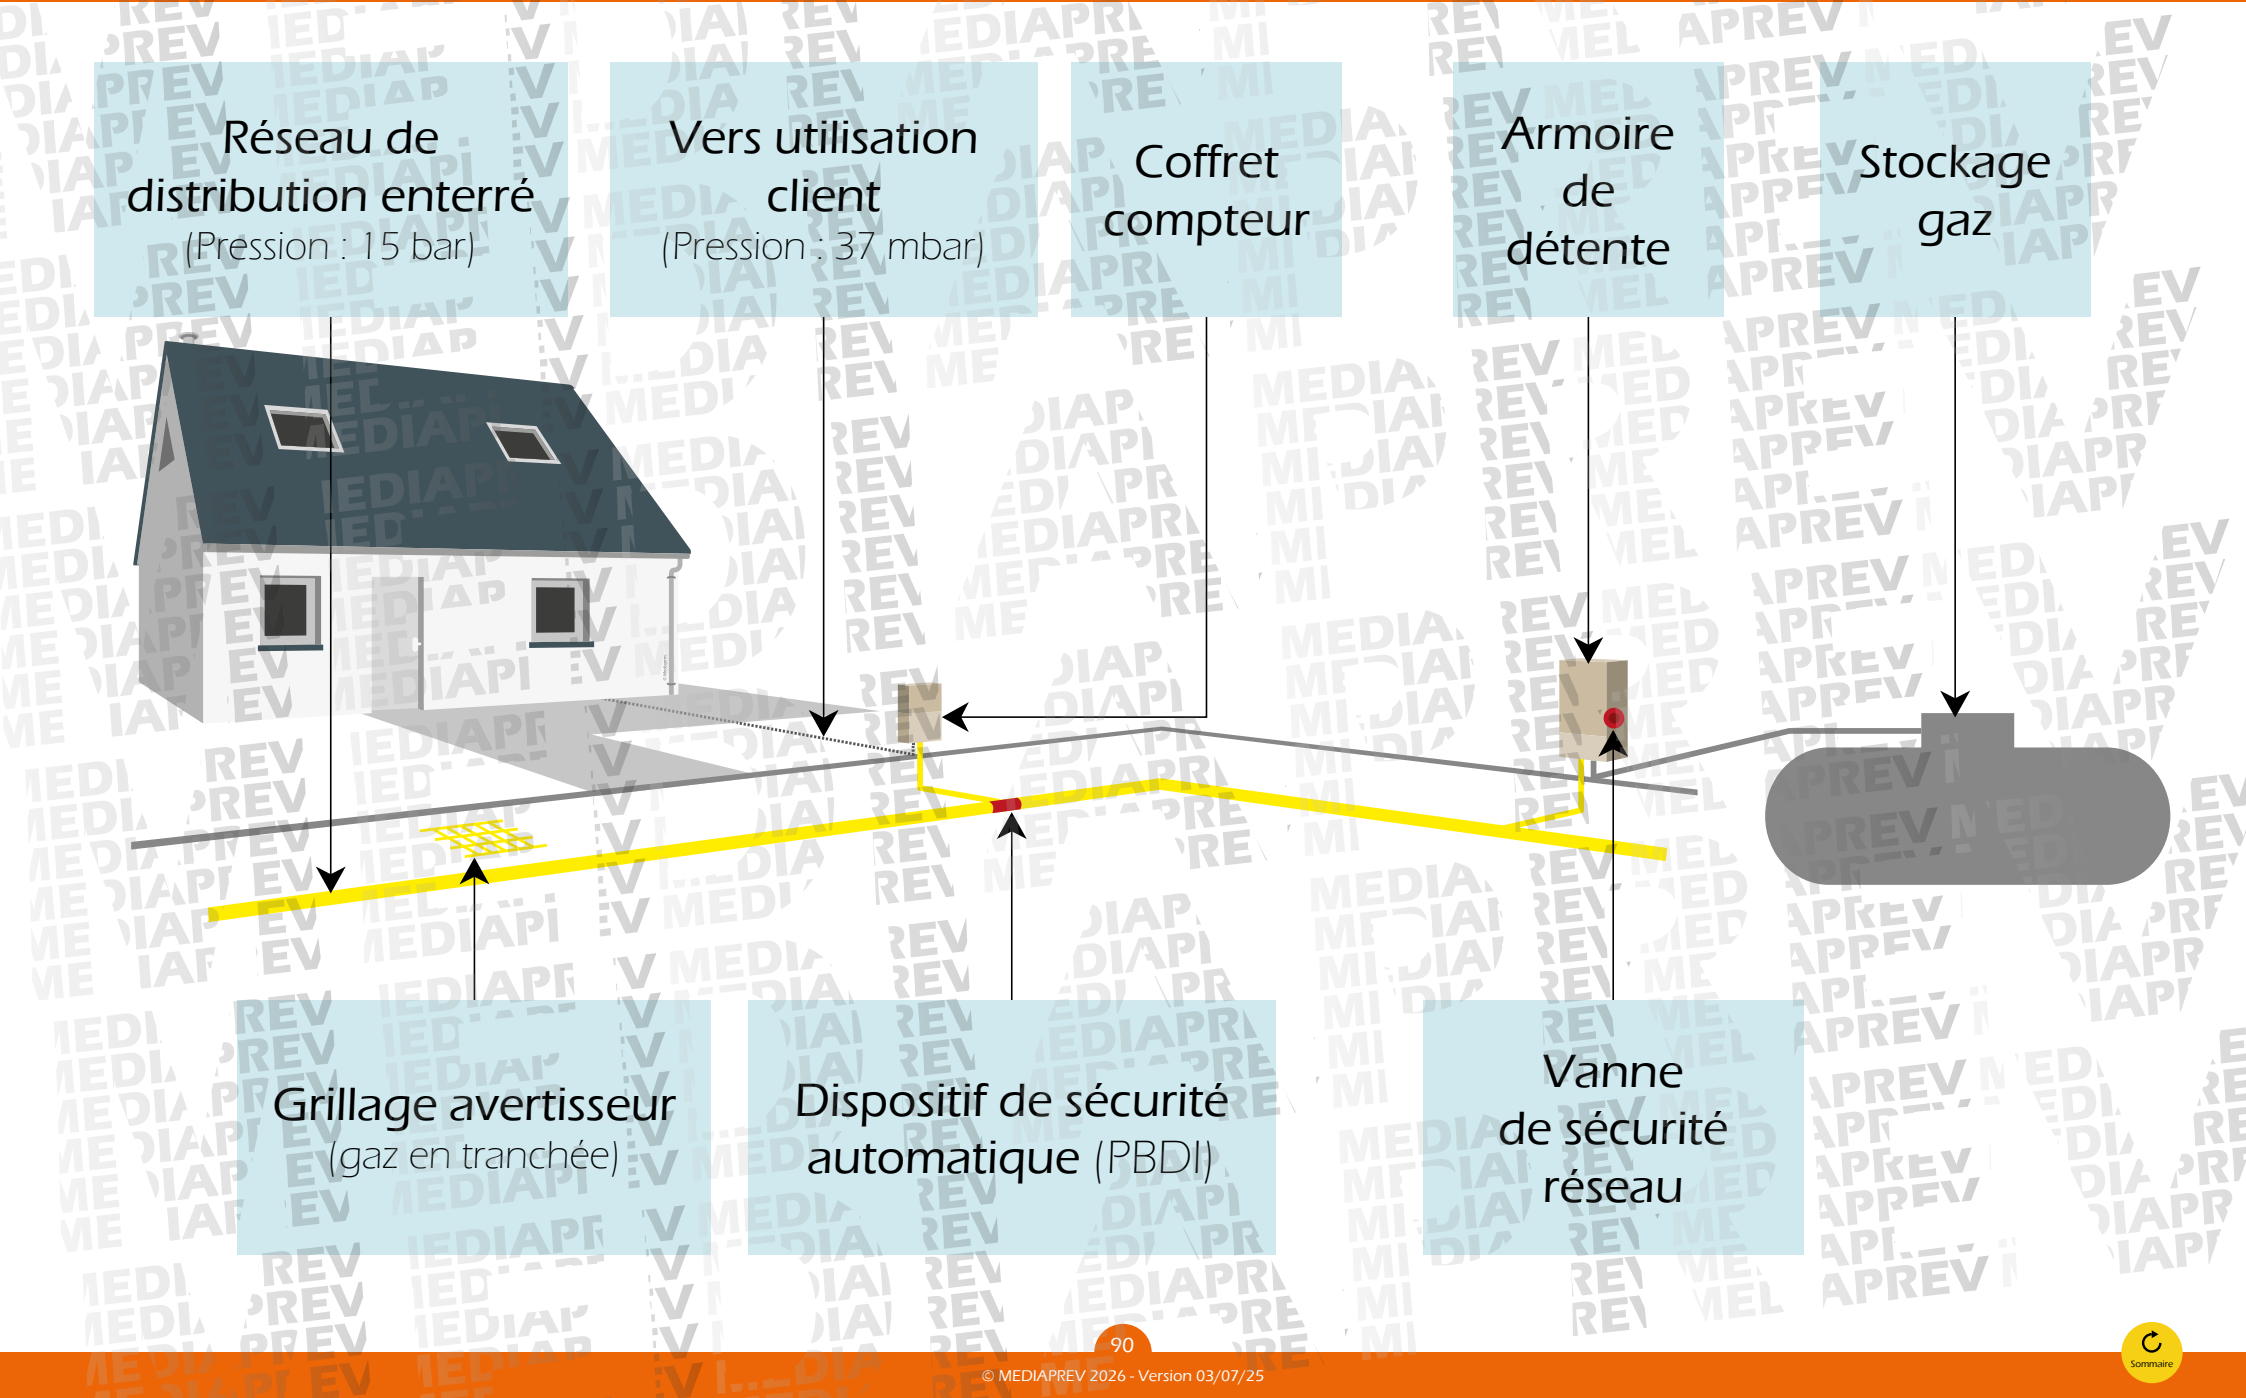 Réseau de
distribution enterré
(Pression : 15 bar)
Vers utilisation
client
(Pression : 37 mbar)
Coffret
compteur
Armoire
de
détente
Stockage
gaz
Grillage avertisseur
(gaz en tranchée)
Dispositif de sécurité
automatique (PBDI)
Vanne
de sécurité
réseau
90
© MEDIAPREV 2026 - Version 03/07/25
Sommaire